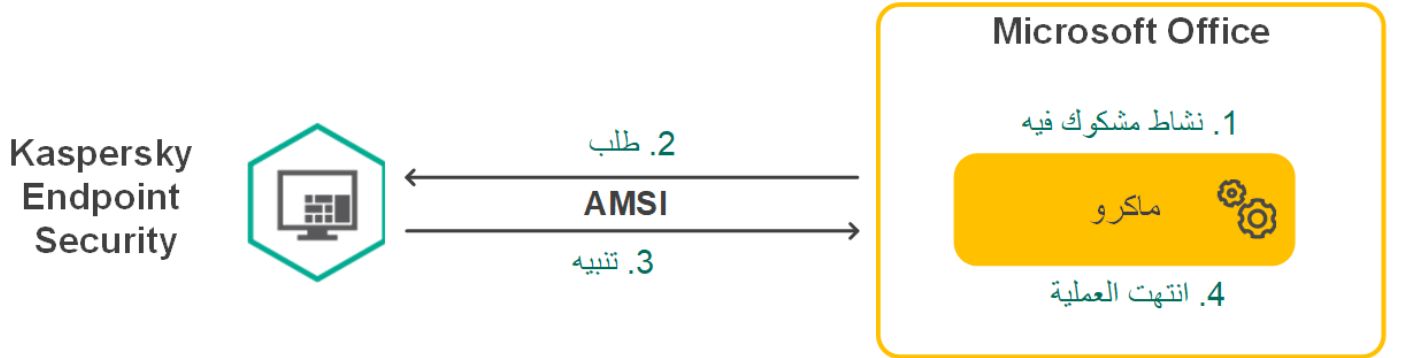 Microsoft Office
1. نشاط مشكوك فيه
ماكرو
4. انتهت العملية
2. طلب
AMSI
3. تنبيه
Kaspersky
Endpoint
Security